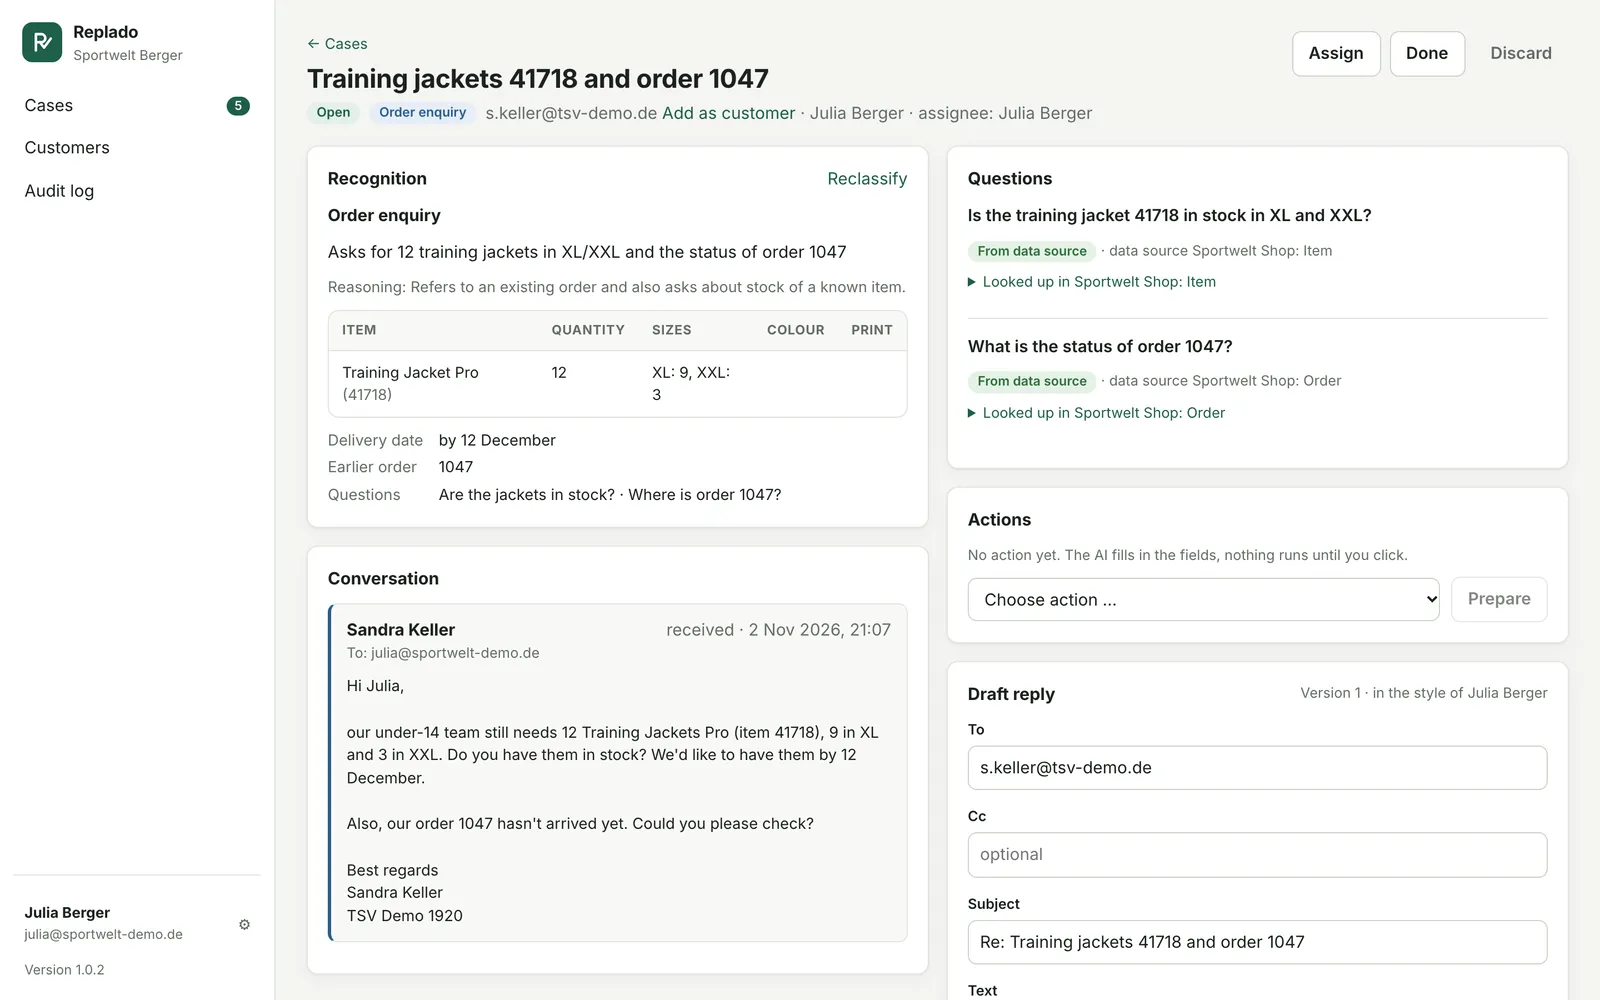 Replado
Sportwelt Berger
Cases 5
Customers
Audit log
Julia Berger
julia@sportwelt-demo.de
Version 1.0.2
← Cases
Training jackets 41718 and order 1047
Open Order enquiry s.keller@tsv-demo.de Add as customer · Julia Berger · assignee: Julia Berger
Assign Done Discard
Recognition Reclassify
Order enquiry
Asks for 12 training jackets in XL/XXL and the status of order 1047
Reasoning: Refers to an existing order and also asks about stock of a known item.
ITEM QUANTITY SIZES COLOUR PRINT
Training Jacket Pro 12 XL: 9, XXL:
(41718) 3
Delivery date by 12 December
Earlier order 1047
Questions Are the jackets in stock? · Where is order 1047?
Conversation
Sandra Keller received · 2 Nov 2026, 21:07
To: julia@sportwelt-demo.de
Hi Julia,
our under-14 team still needs 12 Training Jackets Pro (item 41718), 9 in XL
and 3 in XXL. Do you have them in stock? We'd like to have them by 12
December.
Also, our order 1047 hasn't arrived yet. Could you please check?
Best regards
Sandra Keller
TSV Demo 1920
Questions
Is the training jacket 41718 in stock in XL and XXL?
From data source · data source Sportwelt Shop: Item
Looked up in Sportwelt Shop: Item
What is the status of order 1047?
From data source · data source Sportwelt Shop: Order
Looked up in Sportwelt Shop: Order
Actions
No action yet. The AI fills in the fields, nothing runs until you click.
Choose action ... Prepare
Draft reply Version 1 · in the style of Julia Berger
To
s.keller@tsv-demo.de
Cc
optional
Subject
Re: Training jackets 41718 and order 1047
Text